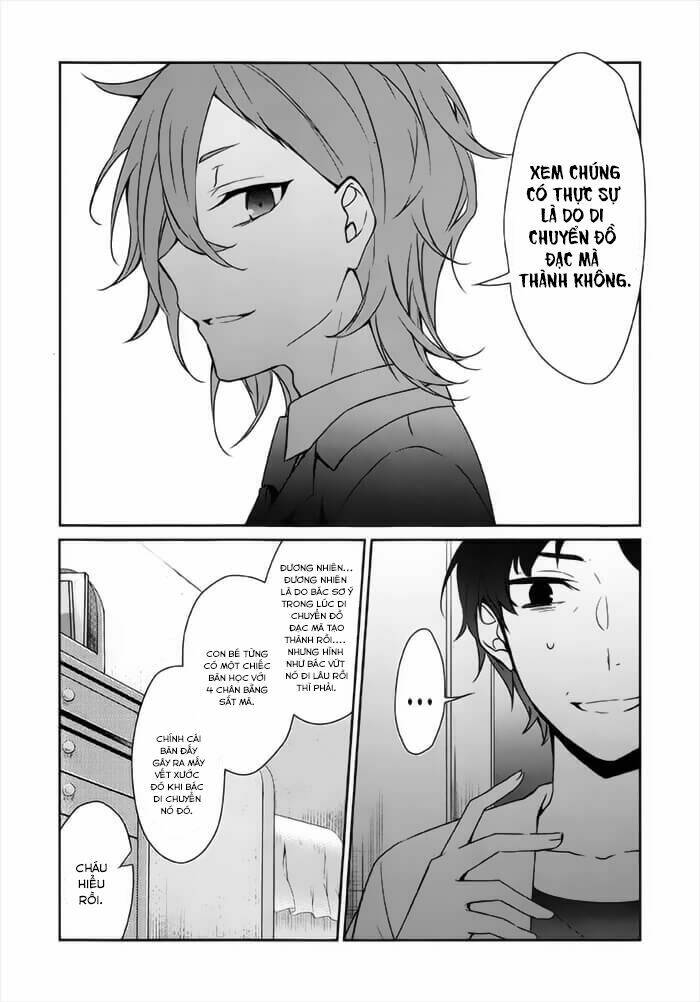 XEM CHÚNG
CÓ THỰC SỰ
LÀ DO DI
CHUYỂN ĐỒ
ĐẠC MÀ
THÀNH KHÔNG.
...
ĐƯƠNG NHIÊN...
ĐƯƠNG NHIÊN
LÀ DO BÁC SƠ Ý
TRONG LÚC DI
CHUYỂN ĐỒ
ĐẠC MÀ TẠO
THÀNH RỒI....
NHƯNG HÌNH
NHƯ BÁC VỨT
NÓ ĐI LÂU RỒI
THÌ PHẢI.
CON BÉ TỪNG
CÓ MỘT CHIẾC
BÀN HỌC VỚI
4 CHÂN BẰNG
SẮT MÀ.
CHÍNH CÁI
BÀN ĐẤY
GÂY RA MẤY
VẾT XƯỚC
ĐÓ KHI BÁC
DI CHUYỂN
NÓ ĐÓ.
CHÁU
HIỂU
RỒI.